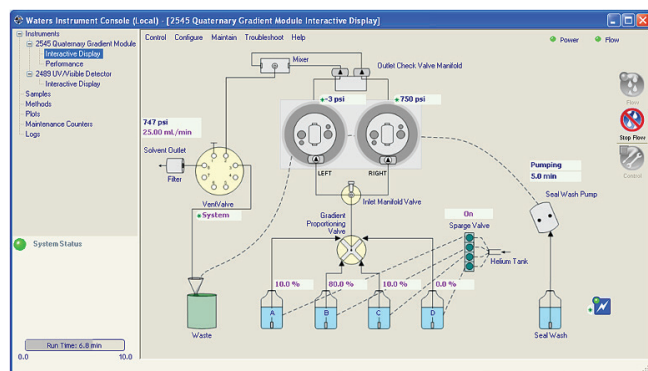 Waters Instrument Console (Local) - [2545 Quaternary Gradient Module Interactive Display]
Instruments
2545 Quaternary Gradient Module
Interactive Display
Performance
2489 UV/Visible Detector
Interactive Display
Samples
Methods
Plots
Maintenance Counters
Logs
System Status
Run Time: 6.8 min
0.0
10.0
Control Configure Maintain Troubleshoot Help
Power
Flow
Mixer
Outlet Check Valve Manifold
-3 psi
750 psi
747 psi
25.00 mL/min
Solvent Outlet
Filter
VentValve
System
LEFT
RIGHT
Inlet Manifold Valve
Gradient
Proportioning
Valve
On
Sparge Valve
Helium Tank
Pumping
5.0 min
Seal Wash Pump
10.0 %
80.0 %
10.0 %
0.0 %
A
B
C
D
Waste
Seal Wash
Flow
Stop Flow
Control